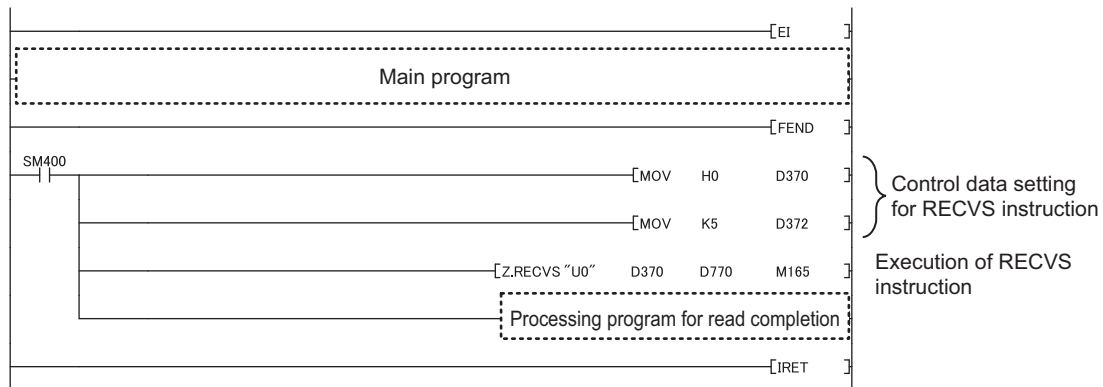 [EI ]
Main program
[FEND ]
SM400
[MOV H0 D370 ]
[MOV K5 D372 ]
Control data setting
for RECVS instruction
[Z.RECVS "U0" D370 D770 M165 ]
Execution of RECVS
instruction
Processing program for read completion
[IRET ]